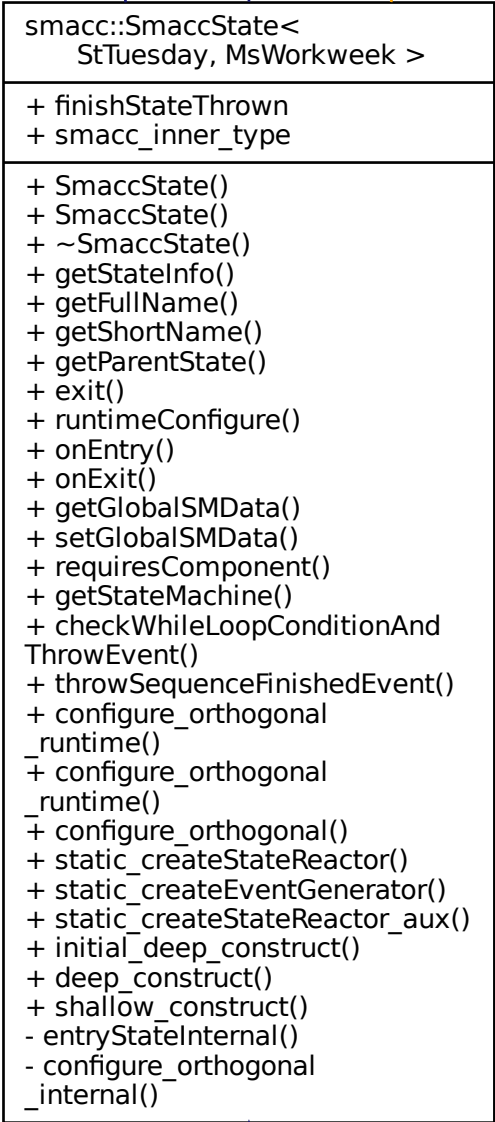 smacc::SmaccState<
StTuesday, MsWorkweek >
+ finishStateThrown
+ smacc_inner_type
+ SmaccState()
+ SmaccState()
+ ~SmaccState()
+ getStateInfo()
+ getFullName()
+ getShortName()
+ getParentState()
+ exit()
+ runtimeConfigure()
+ onEntry()
+ onExit()
+ getGlobalSMData()
+ setGlobalSMData()
+ requiresComponent()
+ getStateMachine()
+ checkWhileLoopConditionAnd
ThrowEvent()
+ throwSequenceFinishedEvent()
+ configure_orthogonal
_runtime()
+ configure_orthogonal
_runtime()
+ configure_orthogonal()
+ static_createStateReactor()
+ static_createEventGenerator()
+ static_createStateReactor_aux()
+ initial_deep_construct()
+ deep_construct()
+ shallow_construct()
- entryStateInternal()
- configure_orthogonal
_internal()